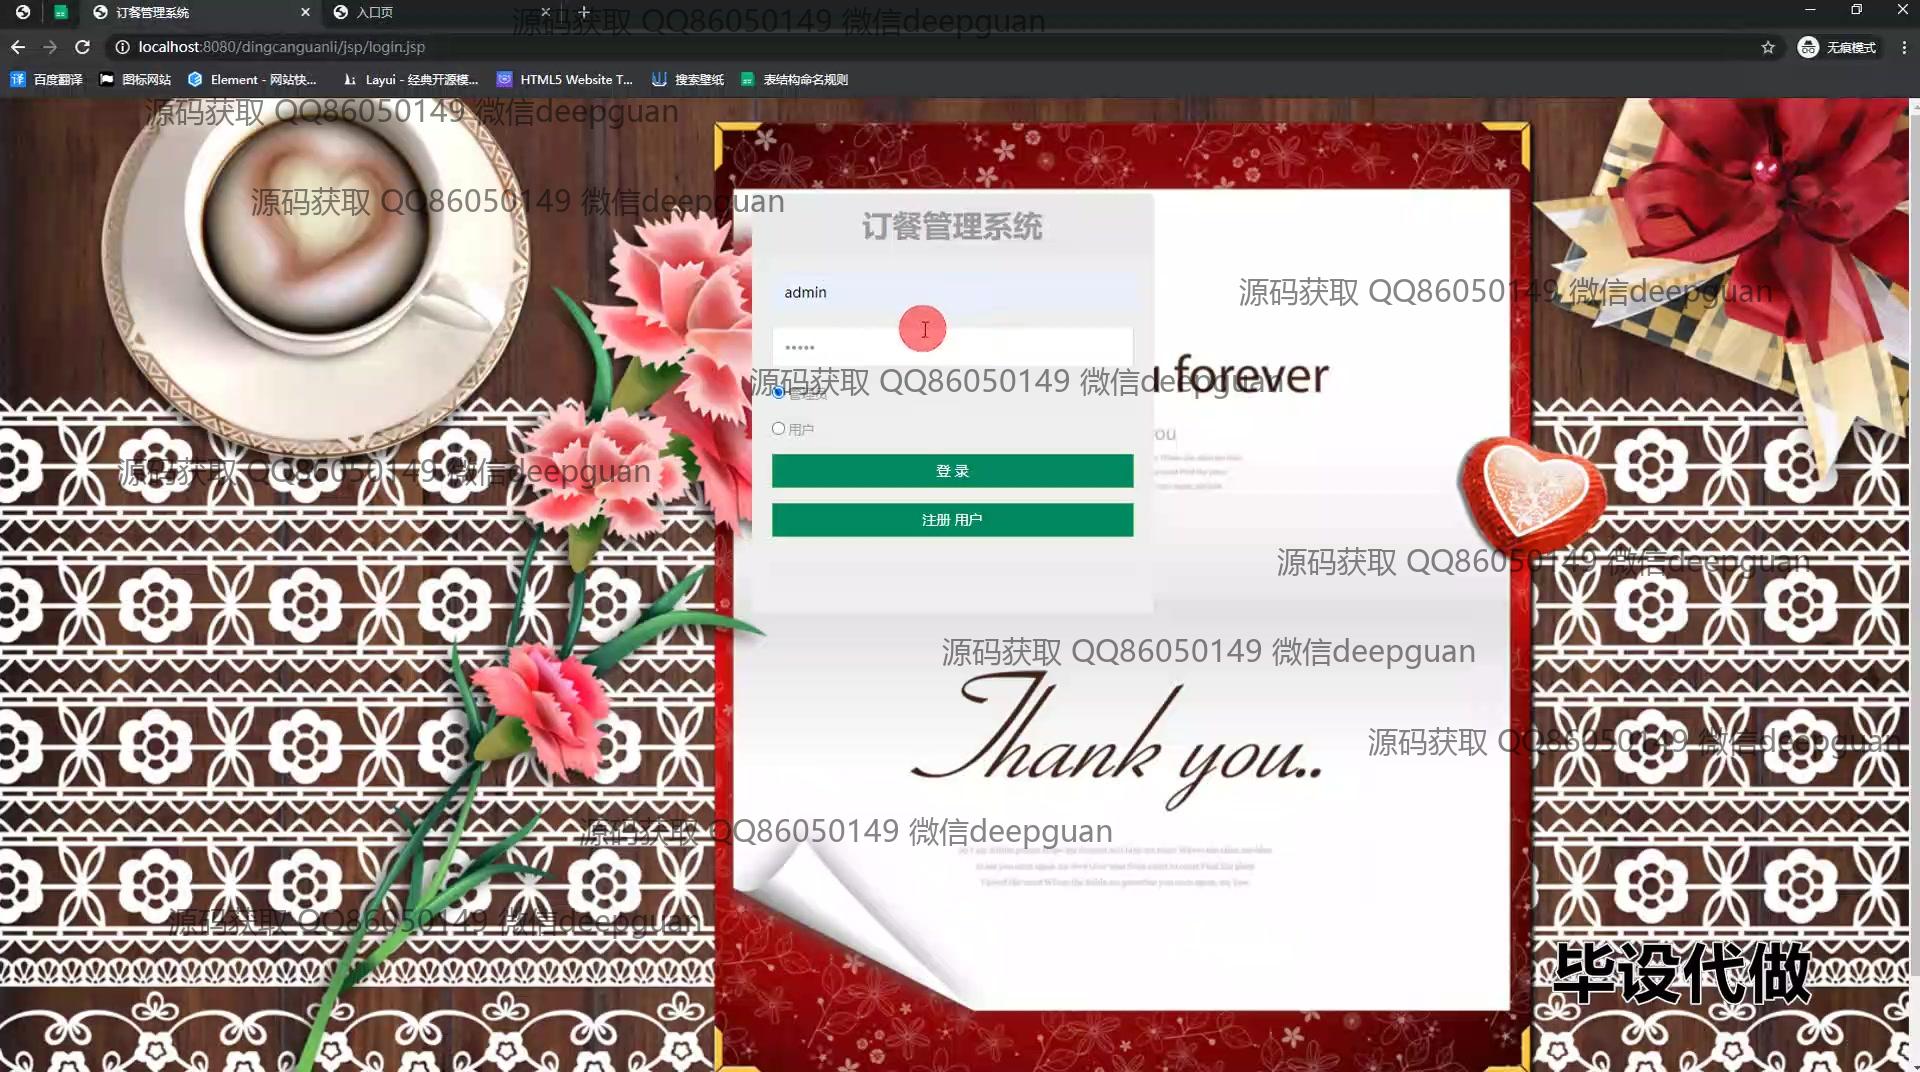 订餐管理系统
入口页
源码获取 QQ86050149 微信deepguan
localhost:8080/dingcanguanli/jsp/login.jsp
无痕模式
百度翻译
图标网站
Element - 网站快...
Layui - 经典开源模...
HTML5 Website T...
搜索壁纸
表结构命名规则
源码获取 QQ86050149 微信deepguan
源码获取 QQ86050149 微信deepguan
订餐管理系统
admin
源码获取 QQ86050149 微信deepguan
•••••
forever
源码获取 QQ86050149 微信deepguan
管理员
用户
you
登 录
源码获取 QQ86050149 微信deepguan
注册 用户
源码获取 QQ86050149 微信deepguan
源码获取 QQ86050149 微信deepguan
Thank you..
源码获取 QQ86050149 微信deepguan
源码获取 QQ86050149 微信deepguan
源码获取 QQ86050149 微信deepguan
毕设代做